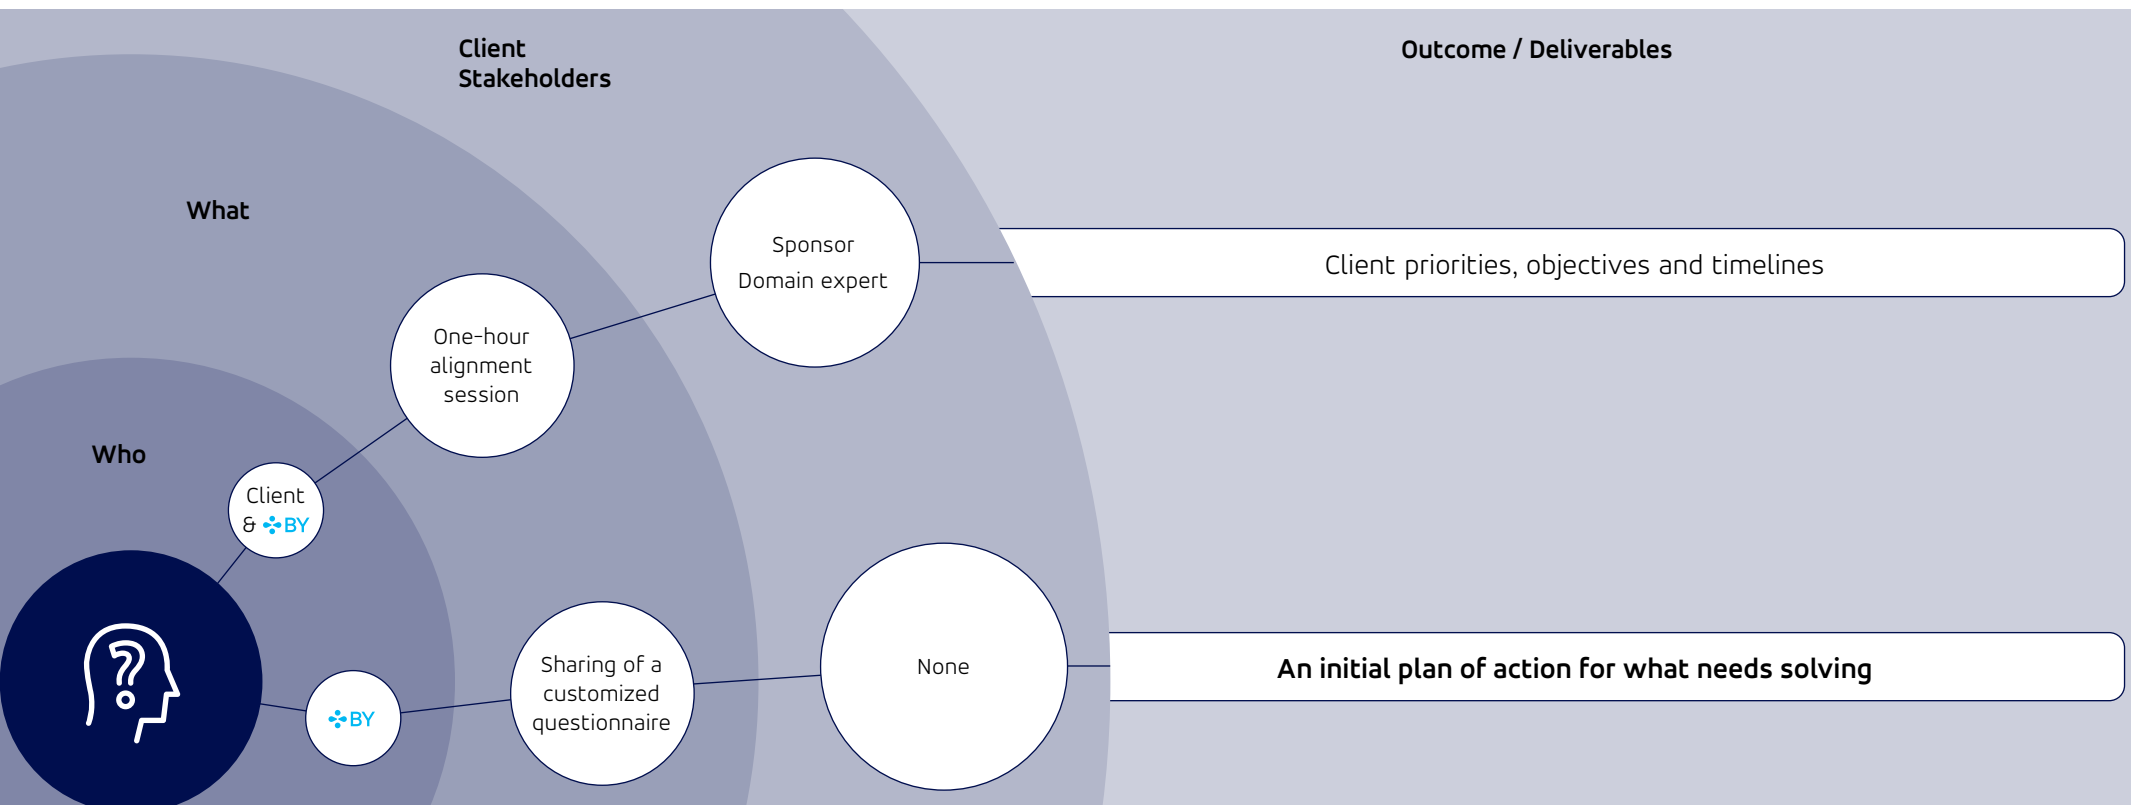 Client
Stakeholders
Outcome / Deliverables
What
Who
Client
& BY
One-hour
alignment
session
Sponsor
Domain expert
Client priorities, objectives and timelines
BY
Sharing of a
customized
questionnaire
None
An initial plan of action for what needs solving